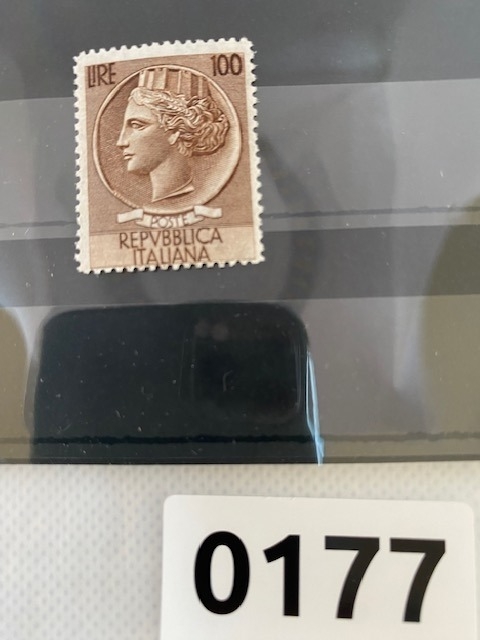 LIRE 100
POSTE
REPVBBLICA
ITALIANA
0177